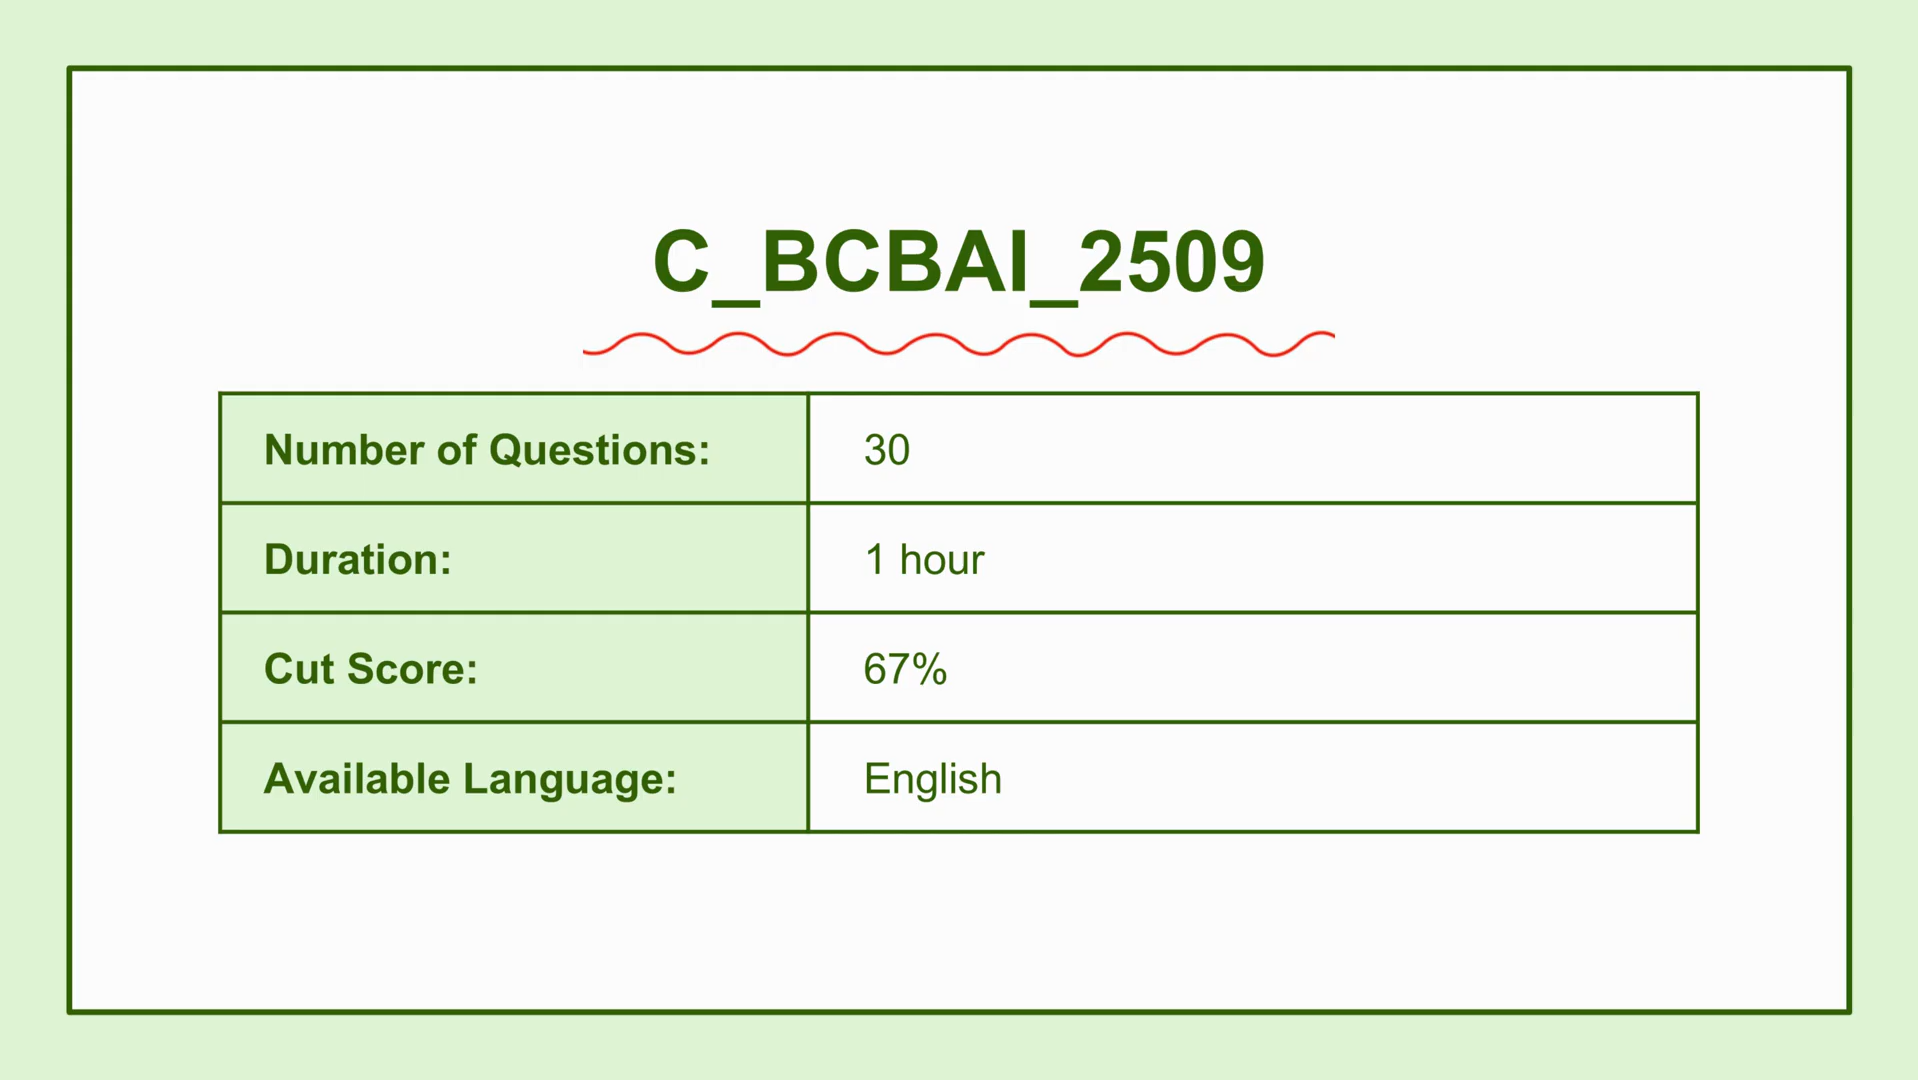 C_BCBAI_2509
Number of Questions: 30
Duration: 1 hour
Cut Score: 67%
Available Language: English